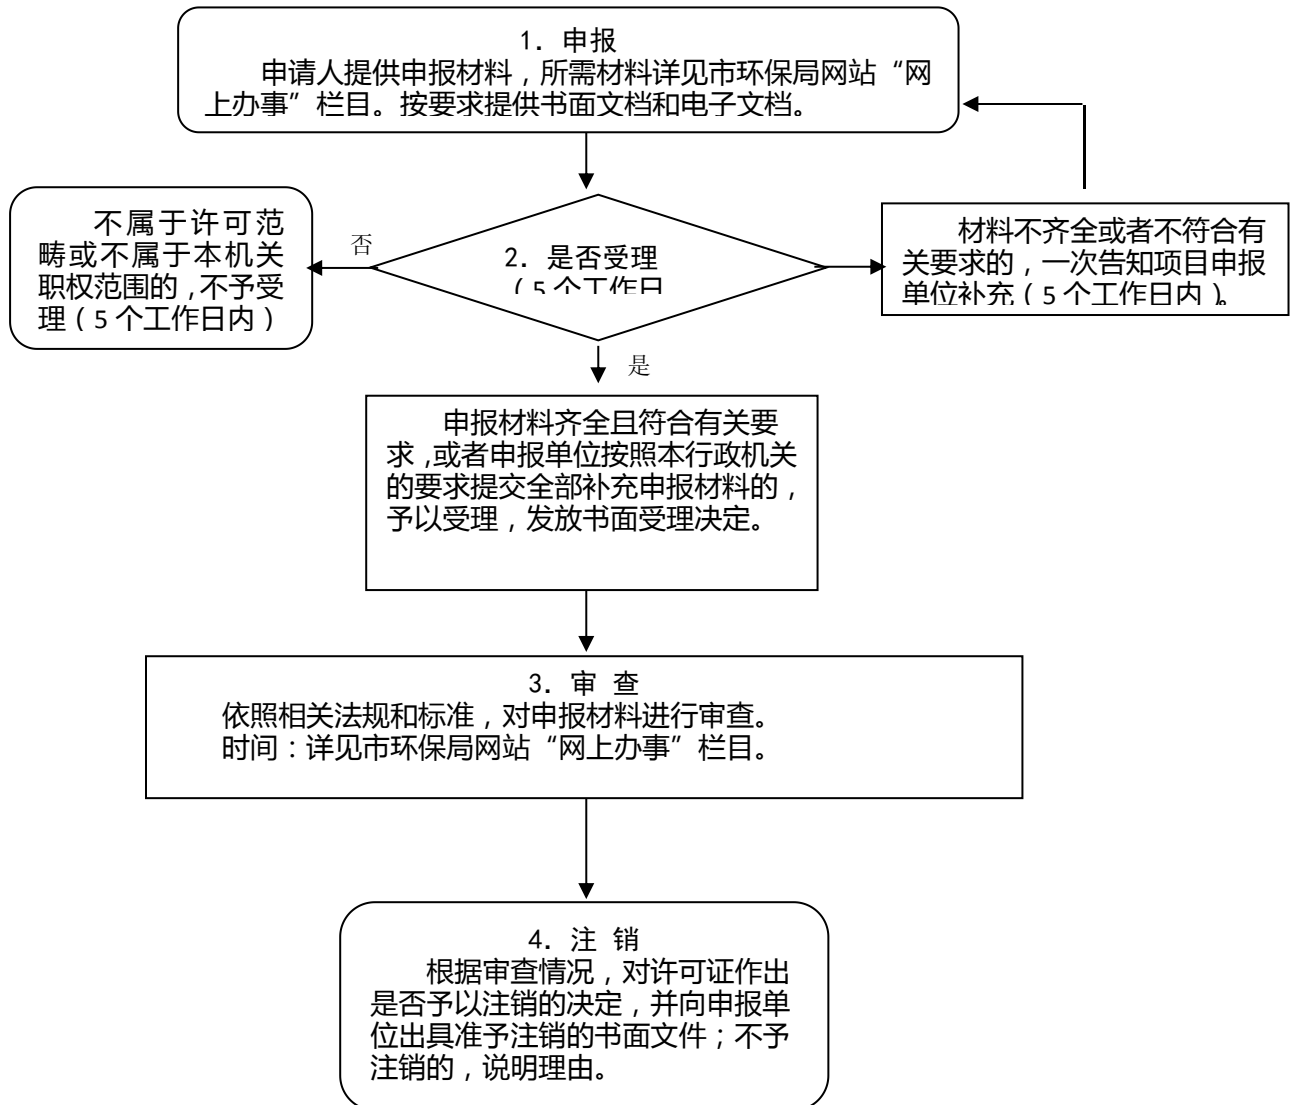 1. 申报
申请人提供申报材料，所需材料详见市环保局网站“网
上办事”栏目。按要求提供书面文档和电子文档。
不属于许可范
畴或不属于本机关
职权范围的，不予受
理（5个工作日内）
否
2. 是否受理
（5个工作日
材料不齐全或者不符合有
关要求的，一次告知项目申报
单位补充（5个工作日内）。
是
申报材料齐全且符合有关要
求，或者申报单位按照本行政机关
的要求提交全部补充申报材料的，
予以受理，发放书面受理决定。
3. 审 查
依照相关法规和标准，对申报材料进行审查。
时间：详见市环保局网站“网上办事”栏目。
4. 注 销
根据审查情况，对许可证作出
是否予以注销的决定，并向申报单
位出具准予注销的书面文件；不予
注销的，说明理由。